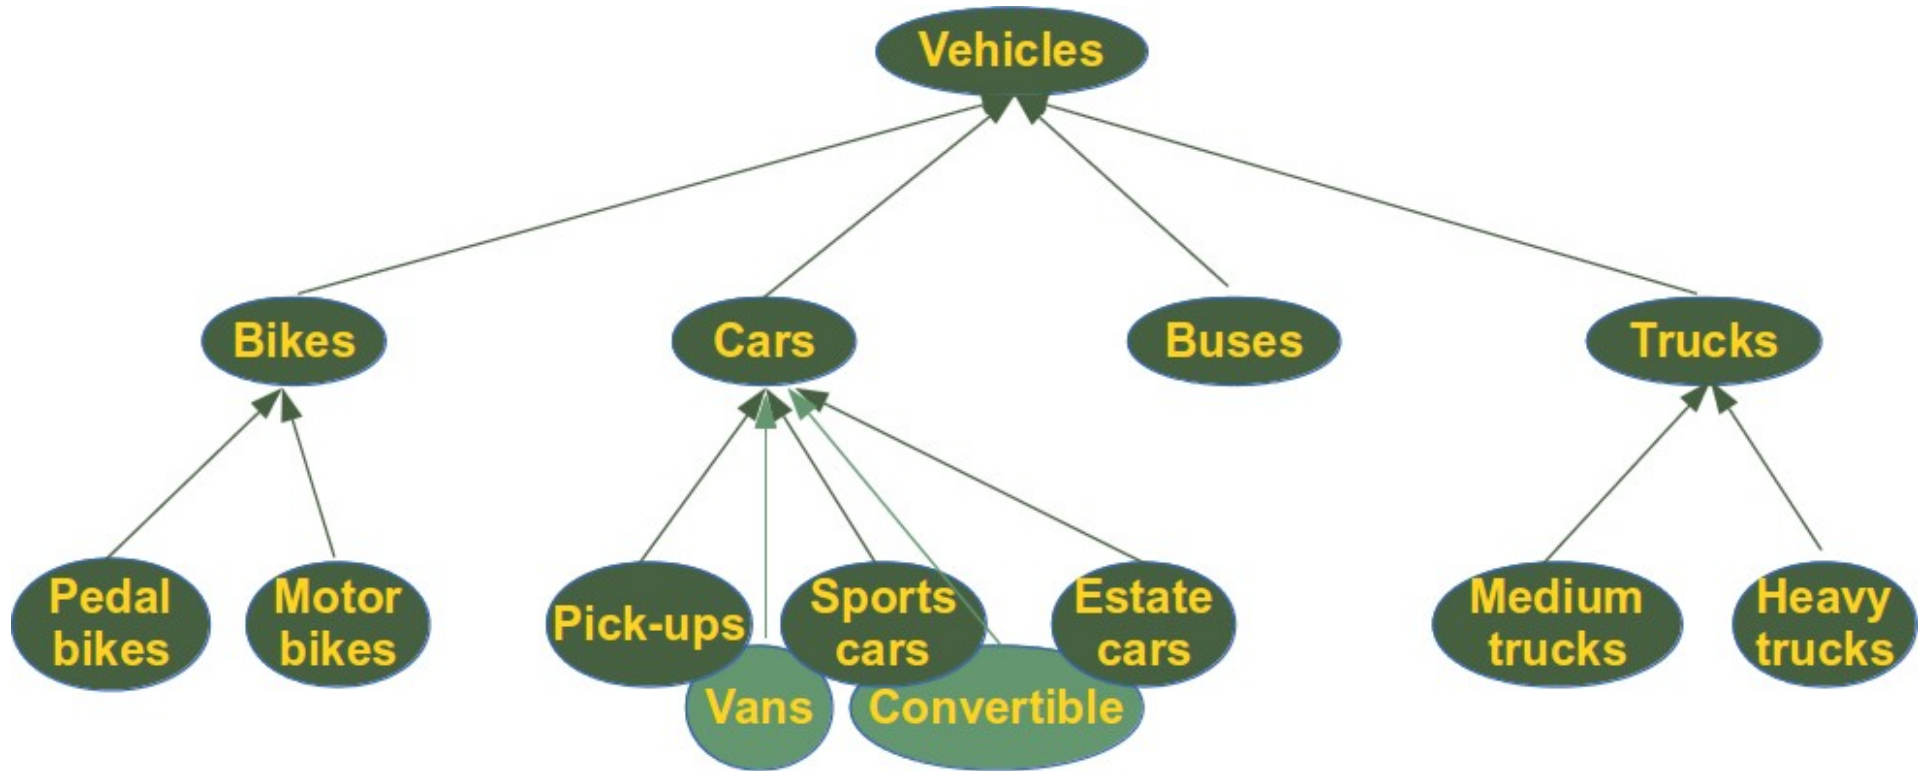 Vehicles
Bikes
Cars
Buses
Trucks
Pedal
bikes
Motor
bikes
Pick-ups
Sports
cars
Estate
cars
Medium
trucks
Heavy
trucks
Vans
Convertible